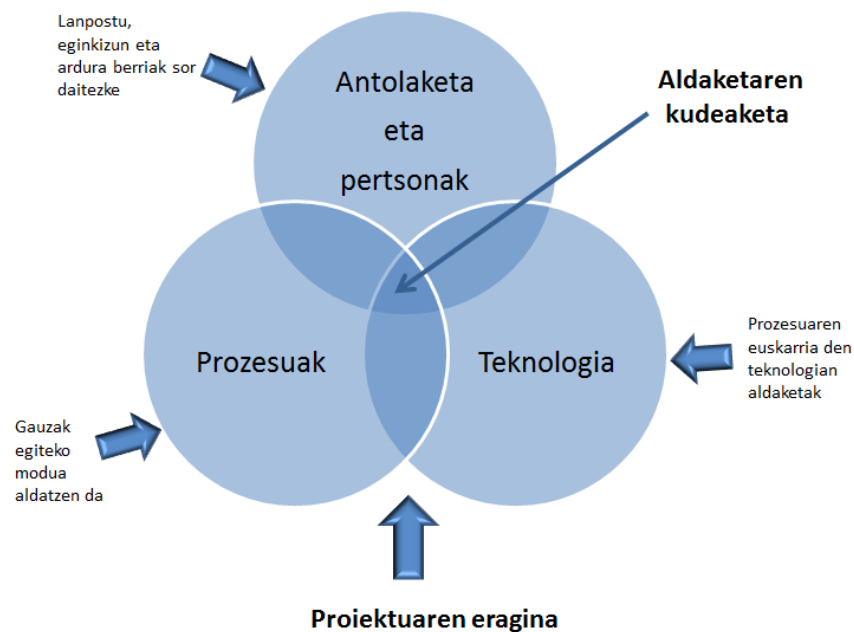 Lanpostu,
eginkizun eta
ardura berriak sor
daitezke
Antolaketa
eta
pertsonak
Aldaketaren
kudeaketa
Prozesuak
Teknologia
Prozesuaren
euskarria den
teknologian
aldaketak
Gauzak
egiteko
modua
aldatzen da
Proiektuaren eragina